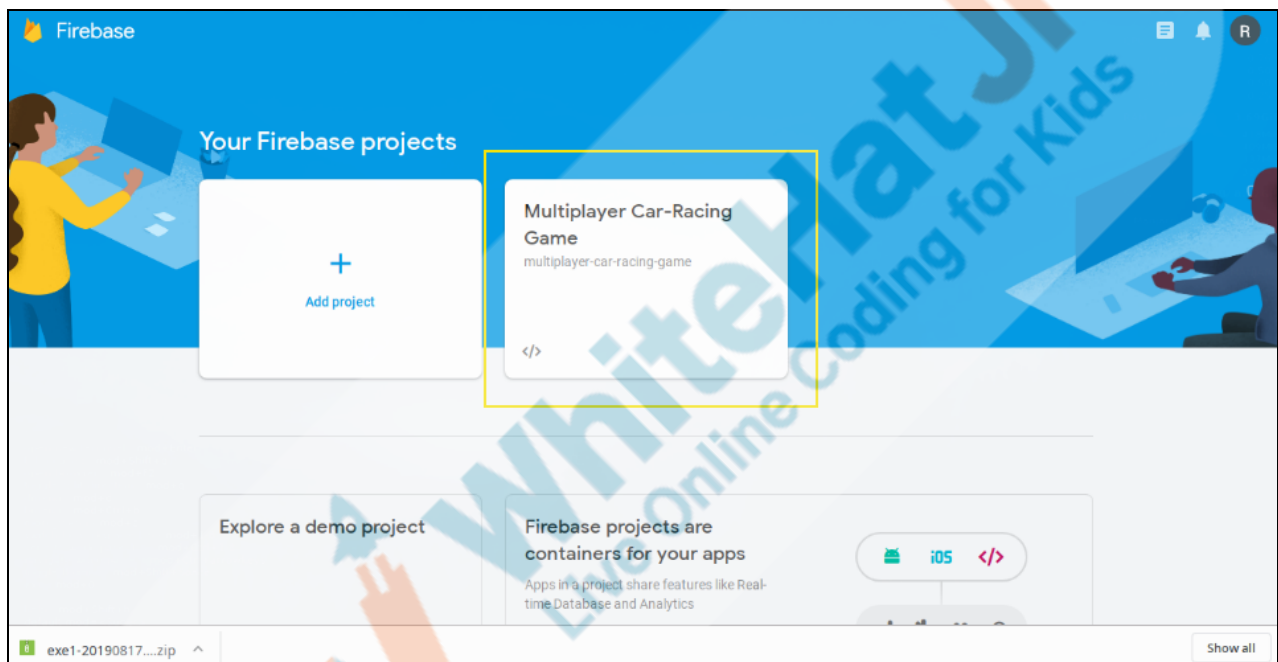 Firebase
R
Your Firebase projects
+
Add project
Multiplayer Car-Racing
Game
multiplayer-car-racing-game
</>
WhiteHat Jr
Live Online Coding for Kids
Explore a demo project
Firebase projects are
containers for your apps
Apps in a project share features like Real-
time Database and Analytics
iOS </>
exe1-20190817....zip
Show all